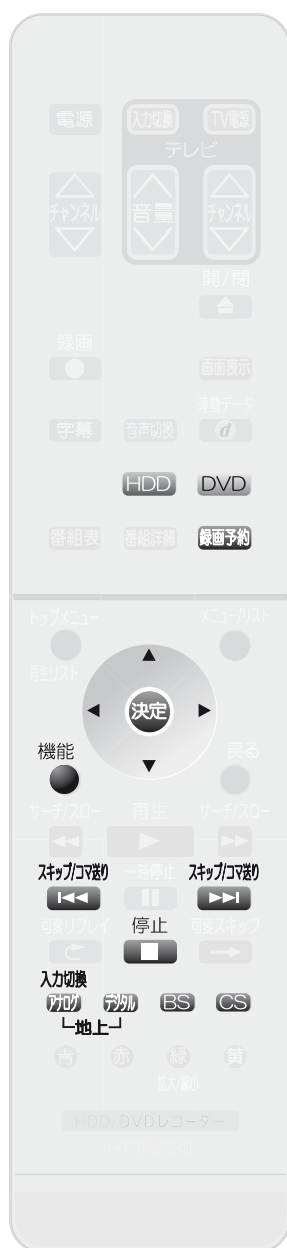 電源 入力切換 TV電源
テレビ
チャンネル 音量 チャンネル
開/閉
録画 画面表示
連動データ
字幕 音声切換 d
HDD DVD
番組表 番組詳細 録画予約
トップメニュー メニュー/リスト
再生リスト
決定
機能 戻る
サーチ/スロー 再生 サーチ/スロー
スキップ/コマ送り 一時停止 スキップ/コマ送り
可変リプレイ 停止 可変スキップ
入力切換
アナログ デジタル BS CS
地上
青 赤 緑 黄
拡大/縮小
HDD/DVDレコーダー